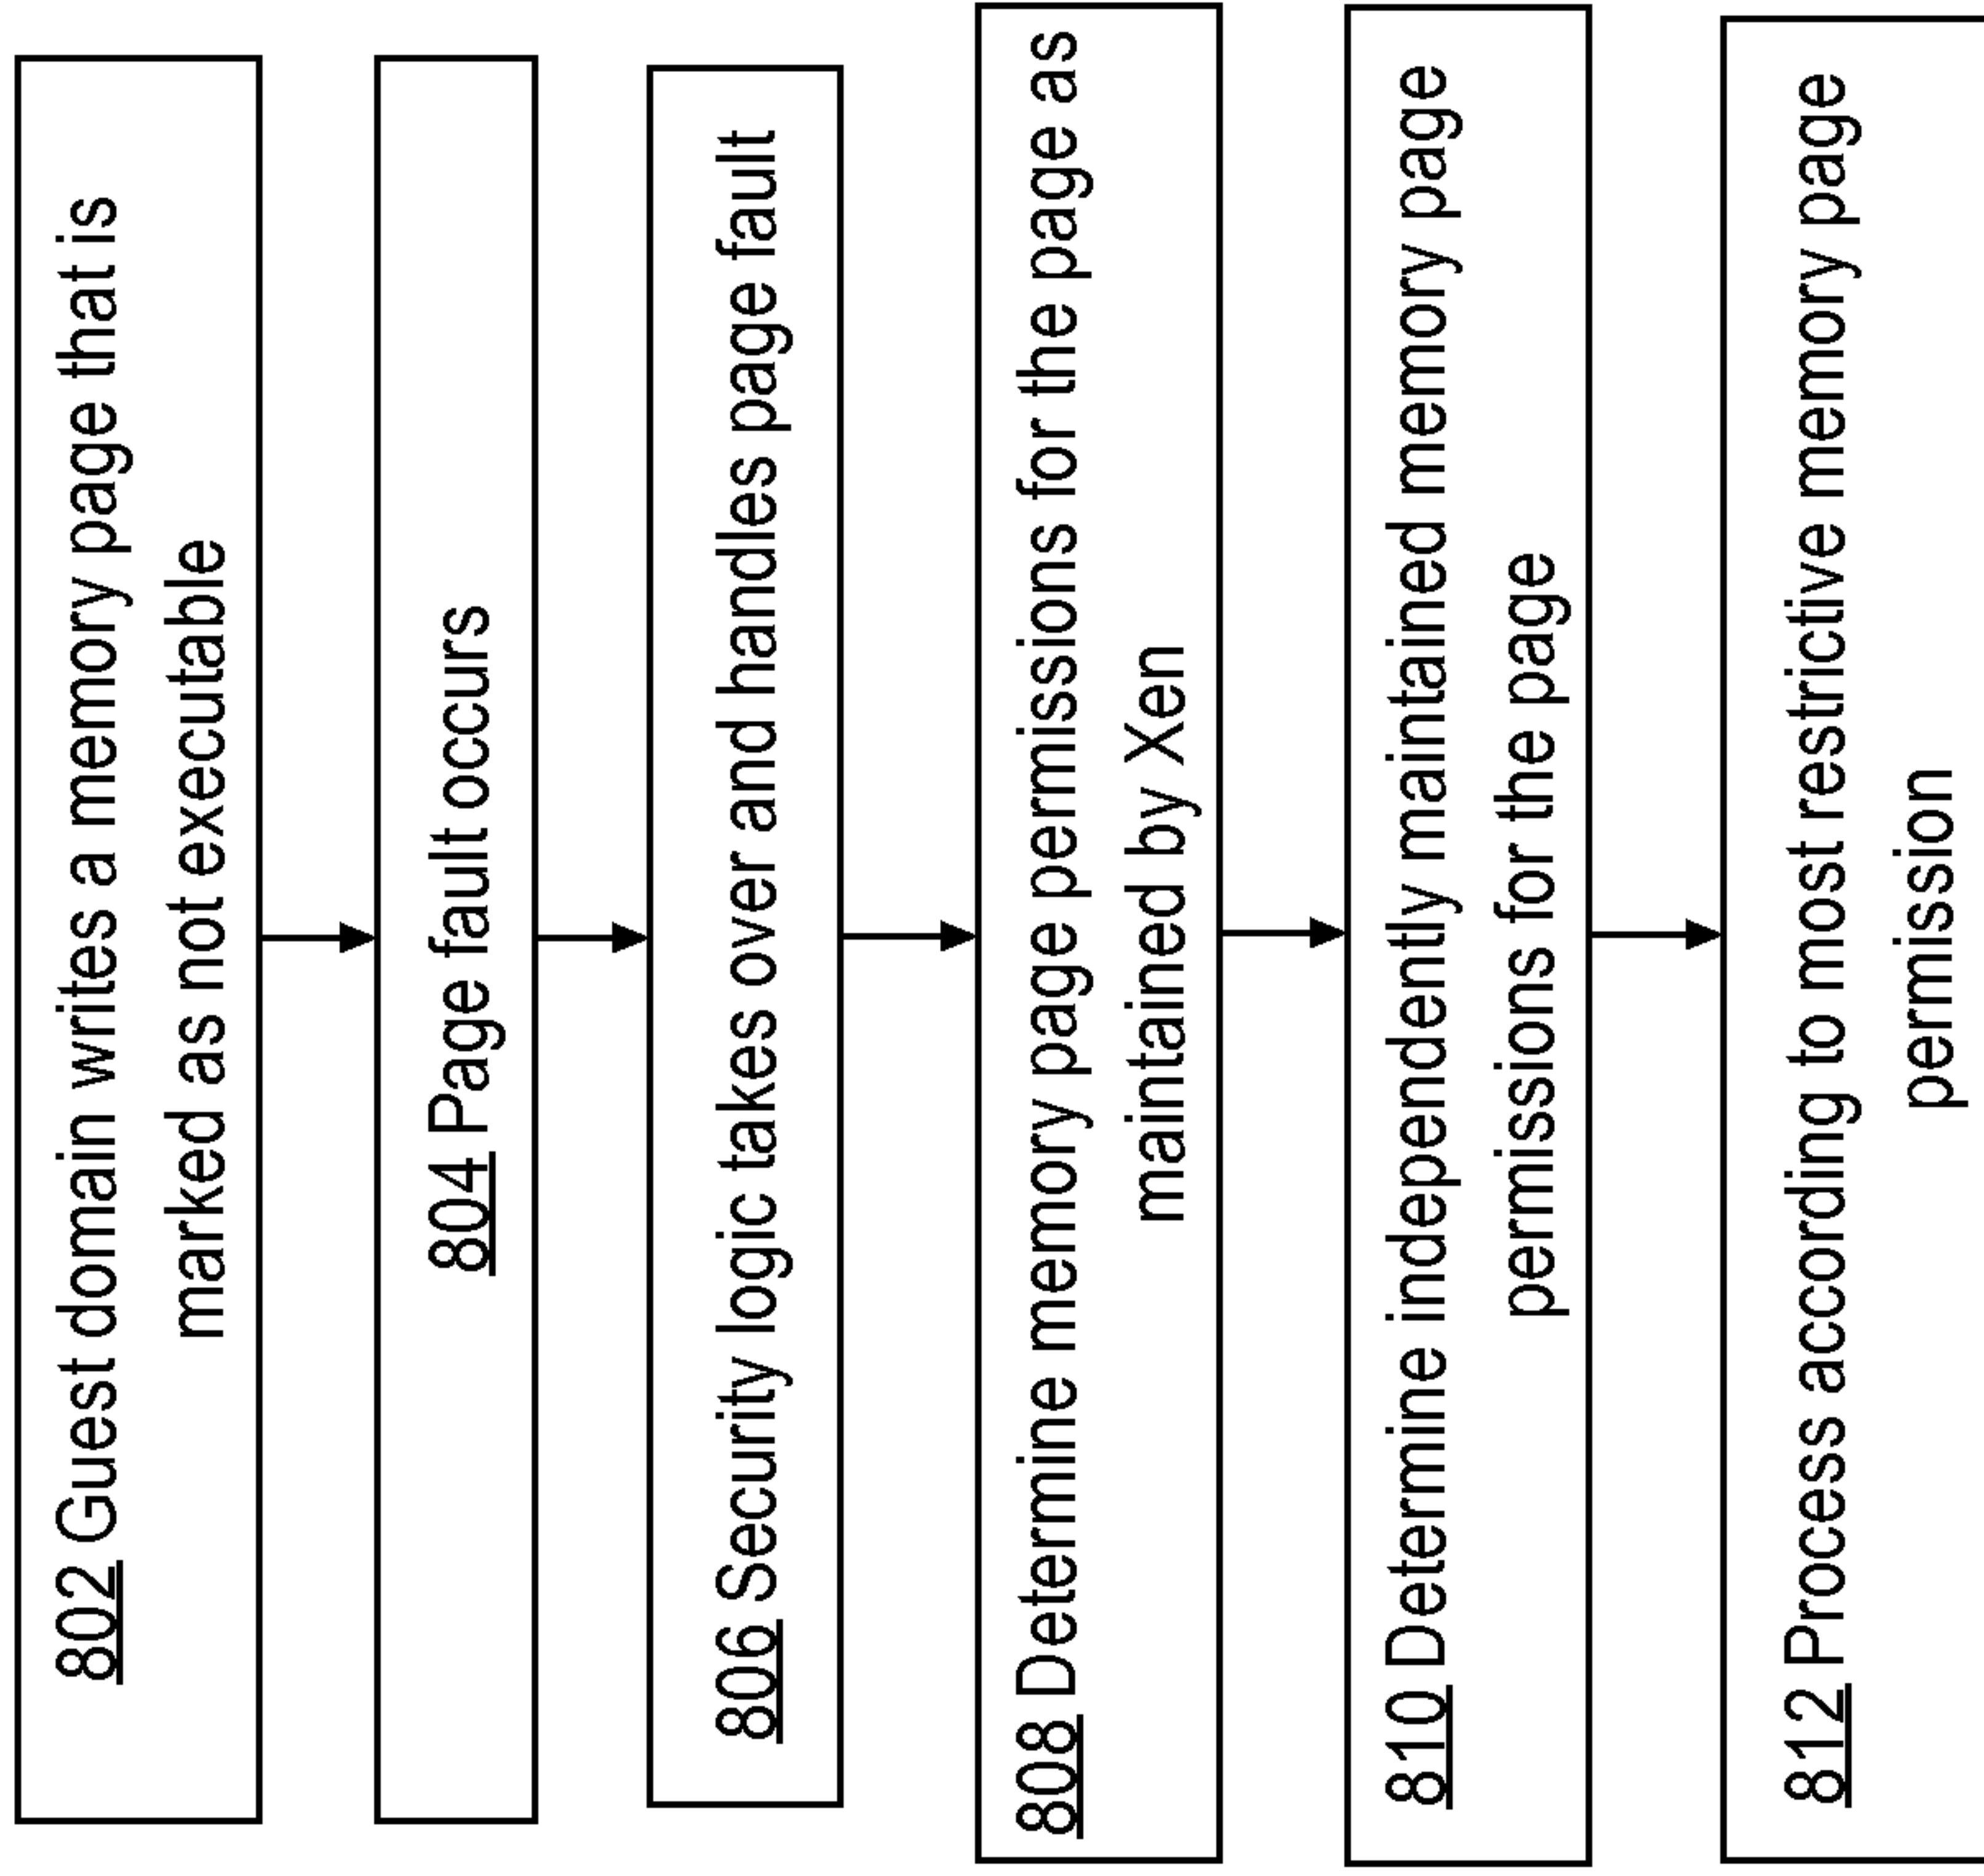 802 Guest domain writes a memory page that is
marked as not executable
804 Page fault occurs
806 Security logic takes over and handles page fault
808 Determine memory page permissions for the page as
maintained by Xen
810 Determine independently maintained memory page
permissions for the page
812 Process according to most restrictive memory page
permission